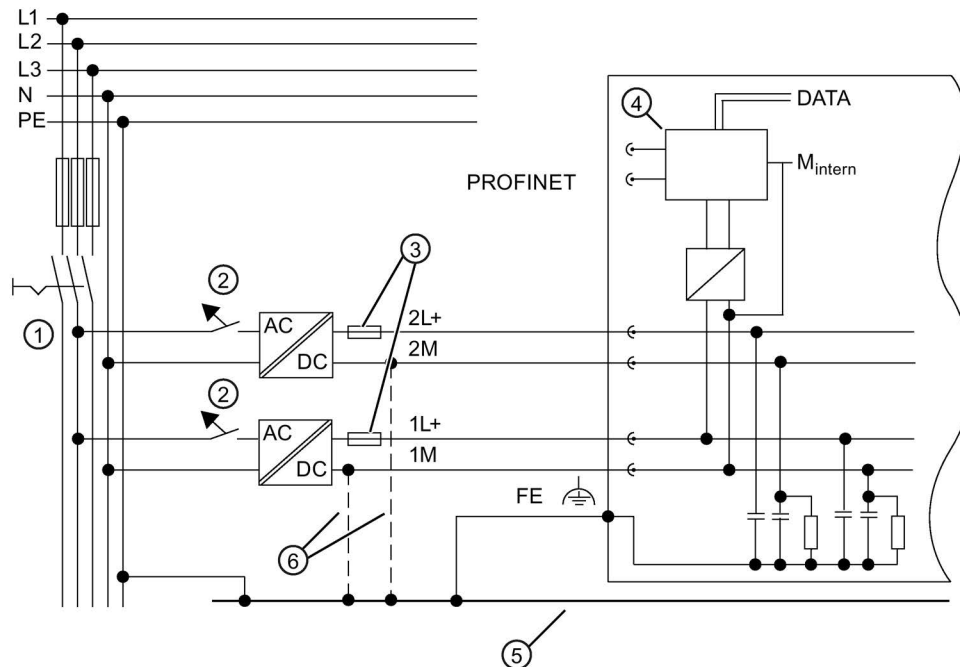 L1
L2
L3
N
PE
4
DATA
M intern
PROFINET
3
2
1
AC
DC
2L+
2M
2
AC
DC
1L+
1M
FE
6
5